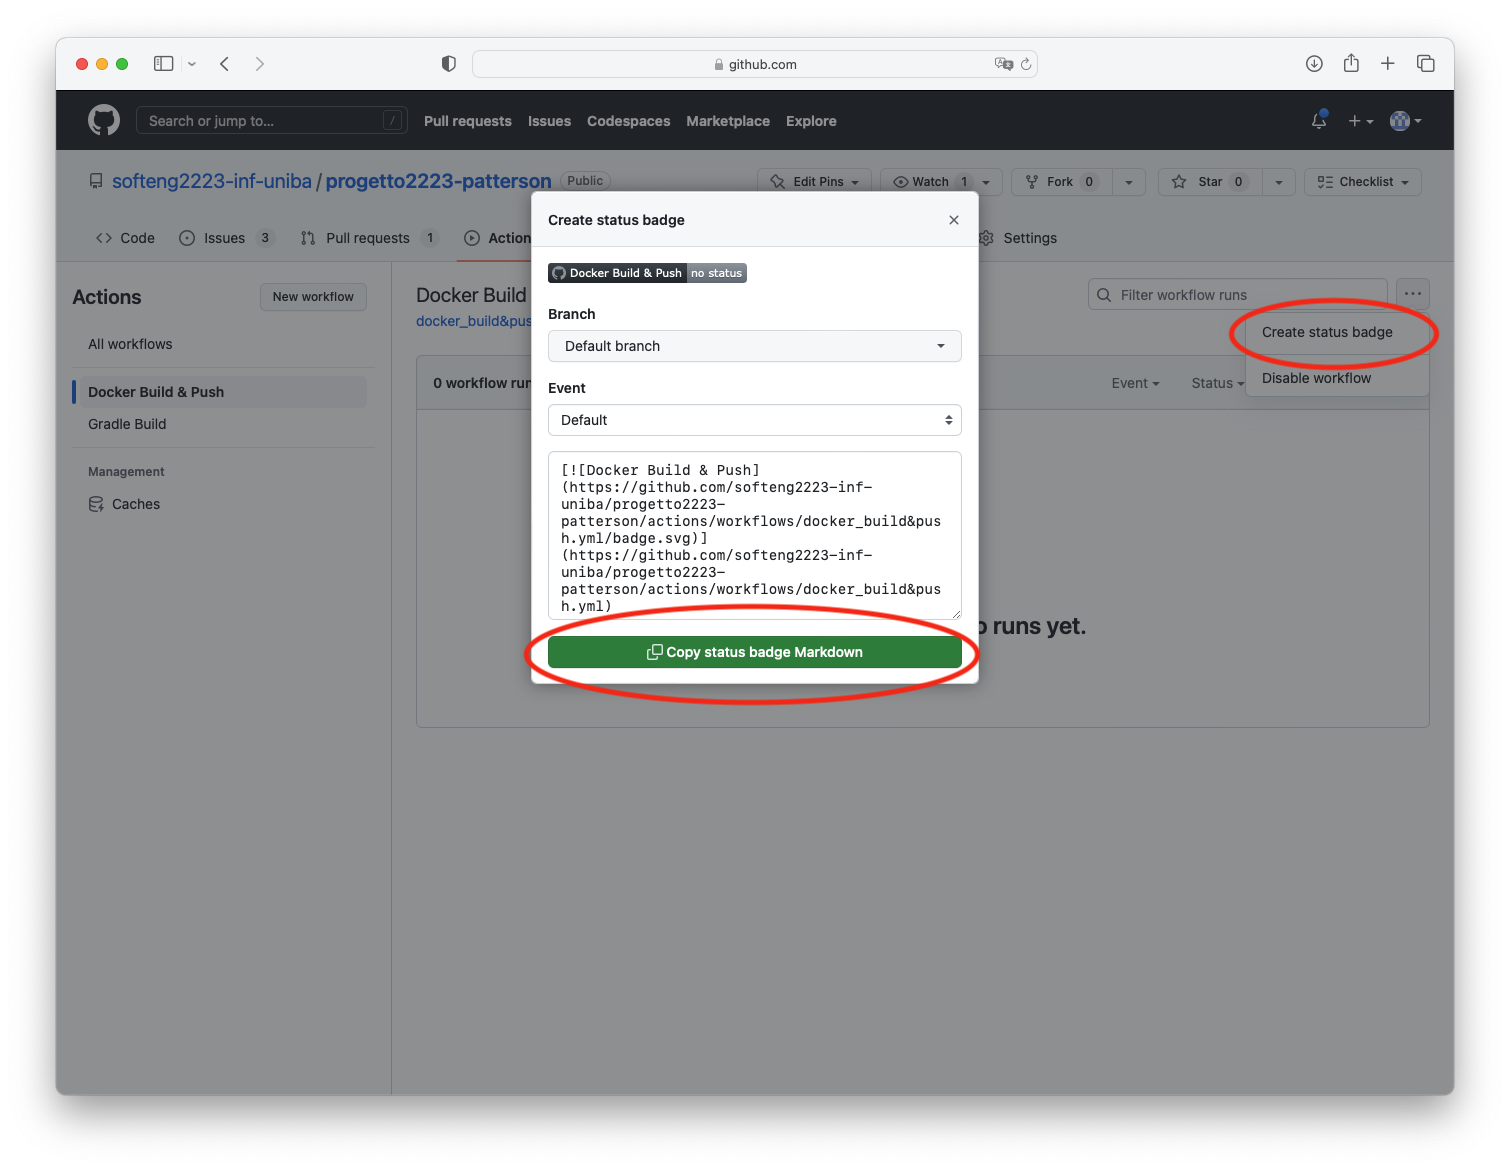 github.com
Search or jump to...
/
Pull requests
Issues
Codespaces
Marketplace
Explore
softeng2223-inf-uniba / progetto2223-patterson
Public
Edit Pins
Watch 1
Fork 0
Star 0
Checklist
Code
Issues 3
Pull requests 1
Action
Settings
Actions
New workflow
All workflows
Docker Build & Push
Gradle Build
Management
Caches
Docker Build
docker_build&pus
Filter workflow runs
...
Create status badge
Disable workflow
0 workflow run
Event
Status
o runs yet.
Create status badge
Docker Build & Push no status
Branch
Default branch
Event
Default
[![Docker Build & Push]
(https://github.com/softeng2223-inf-
uniba/progetto2223-
patterson/actions/workflows/docker_build&pus
h.yml/badge.svg)]
(https://github.com/softeng2223-inf-
uniba/progetto2223-
patterson/actions/workflows/docker_build&pus
h.yml)
Copy status badge Markdown